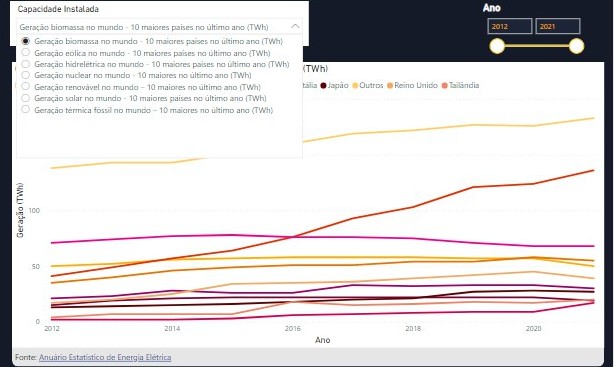 Capacidade Instalada
Geração biomassa no mundo - 10 maiores países no último ano (TWh)
Geração biomassa no mundo - 10 maiores países no último ano (TWh)
Geração eólica no mundo - 10 maiores países no último ano (TWh)
Geração hidrelétrica no mundo - 10 maiores países no último ano (TWh)
Geração nuclear no mundo - 10 maiores países no último ano (TWh)
Geração renovável no mundo - 10 maiores países no último ano (TWh)
Geração solar no mundo - 10 maiores países no último ano (TWh)
Geração térmica fóssil no mundo - 10 maiores países no último ano (TWh)
Ano
2012 2021
(TWh)
Itália Japão Outros Reino Unido Tailândia
Geração (TWh)
100
50
0
2012 2014 2016 2018 2020
Ano
Fonte: Anuário Estatístico de Energia Elétrica